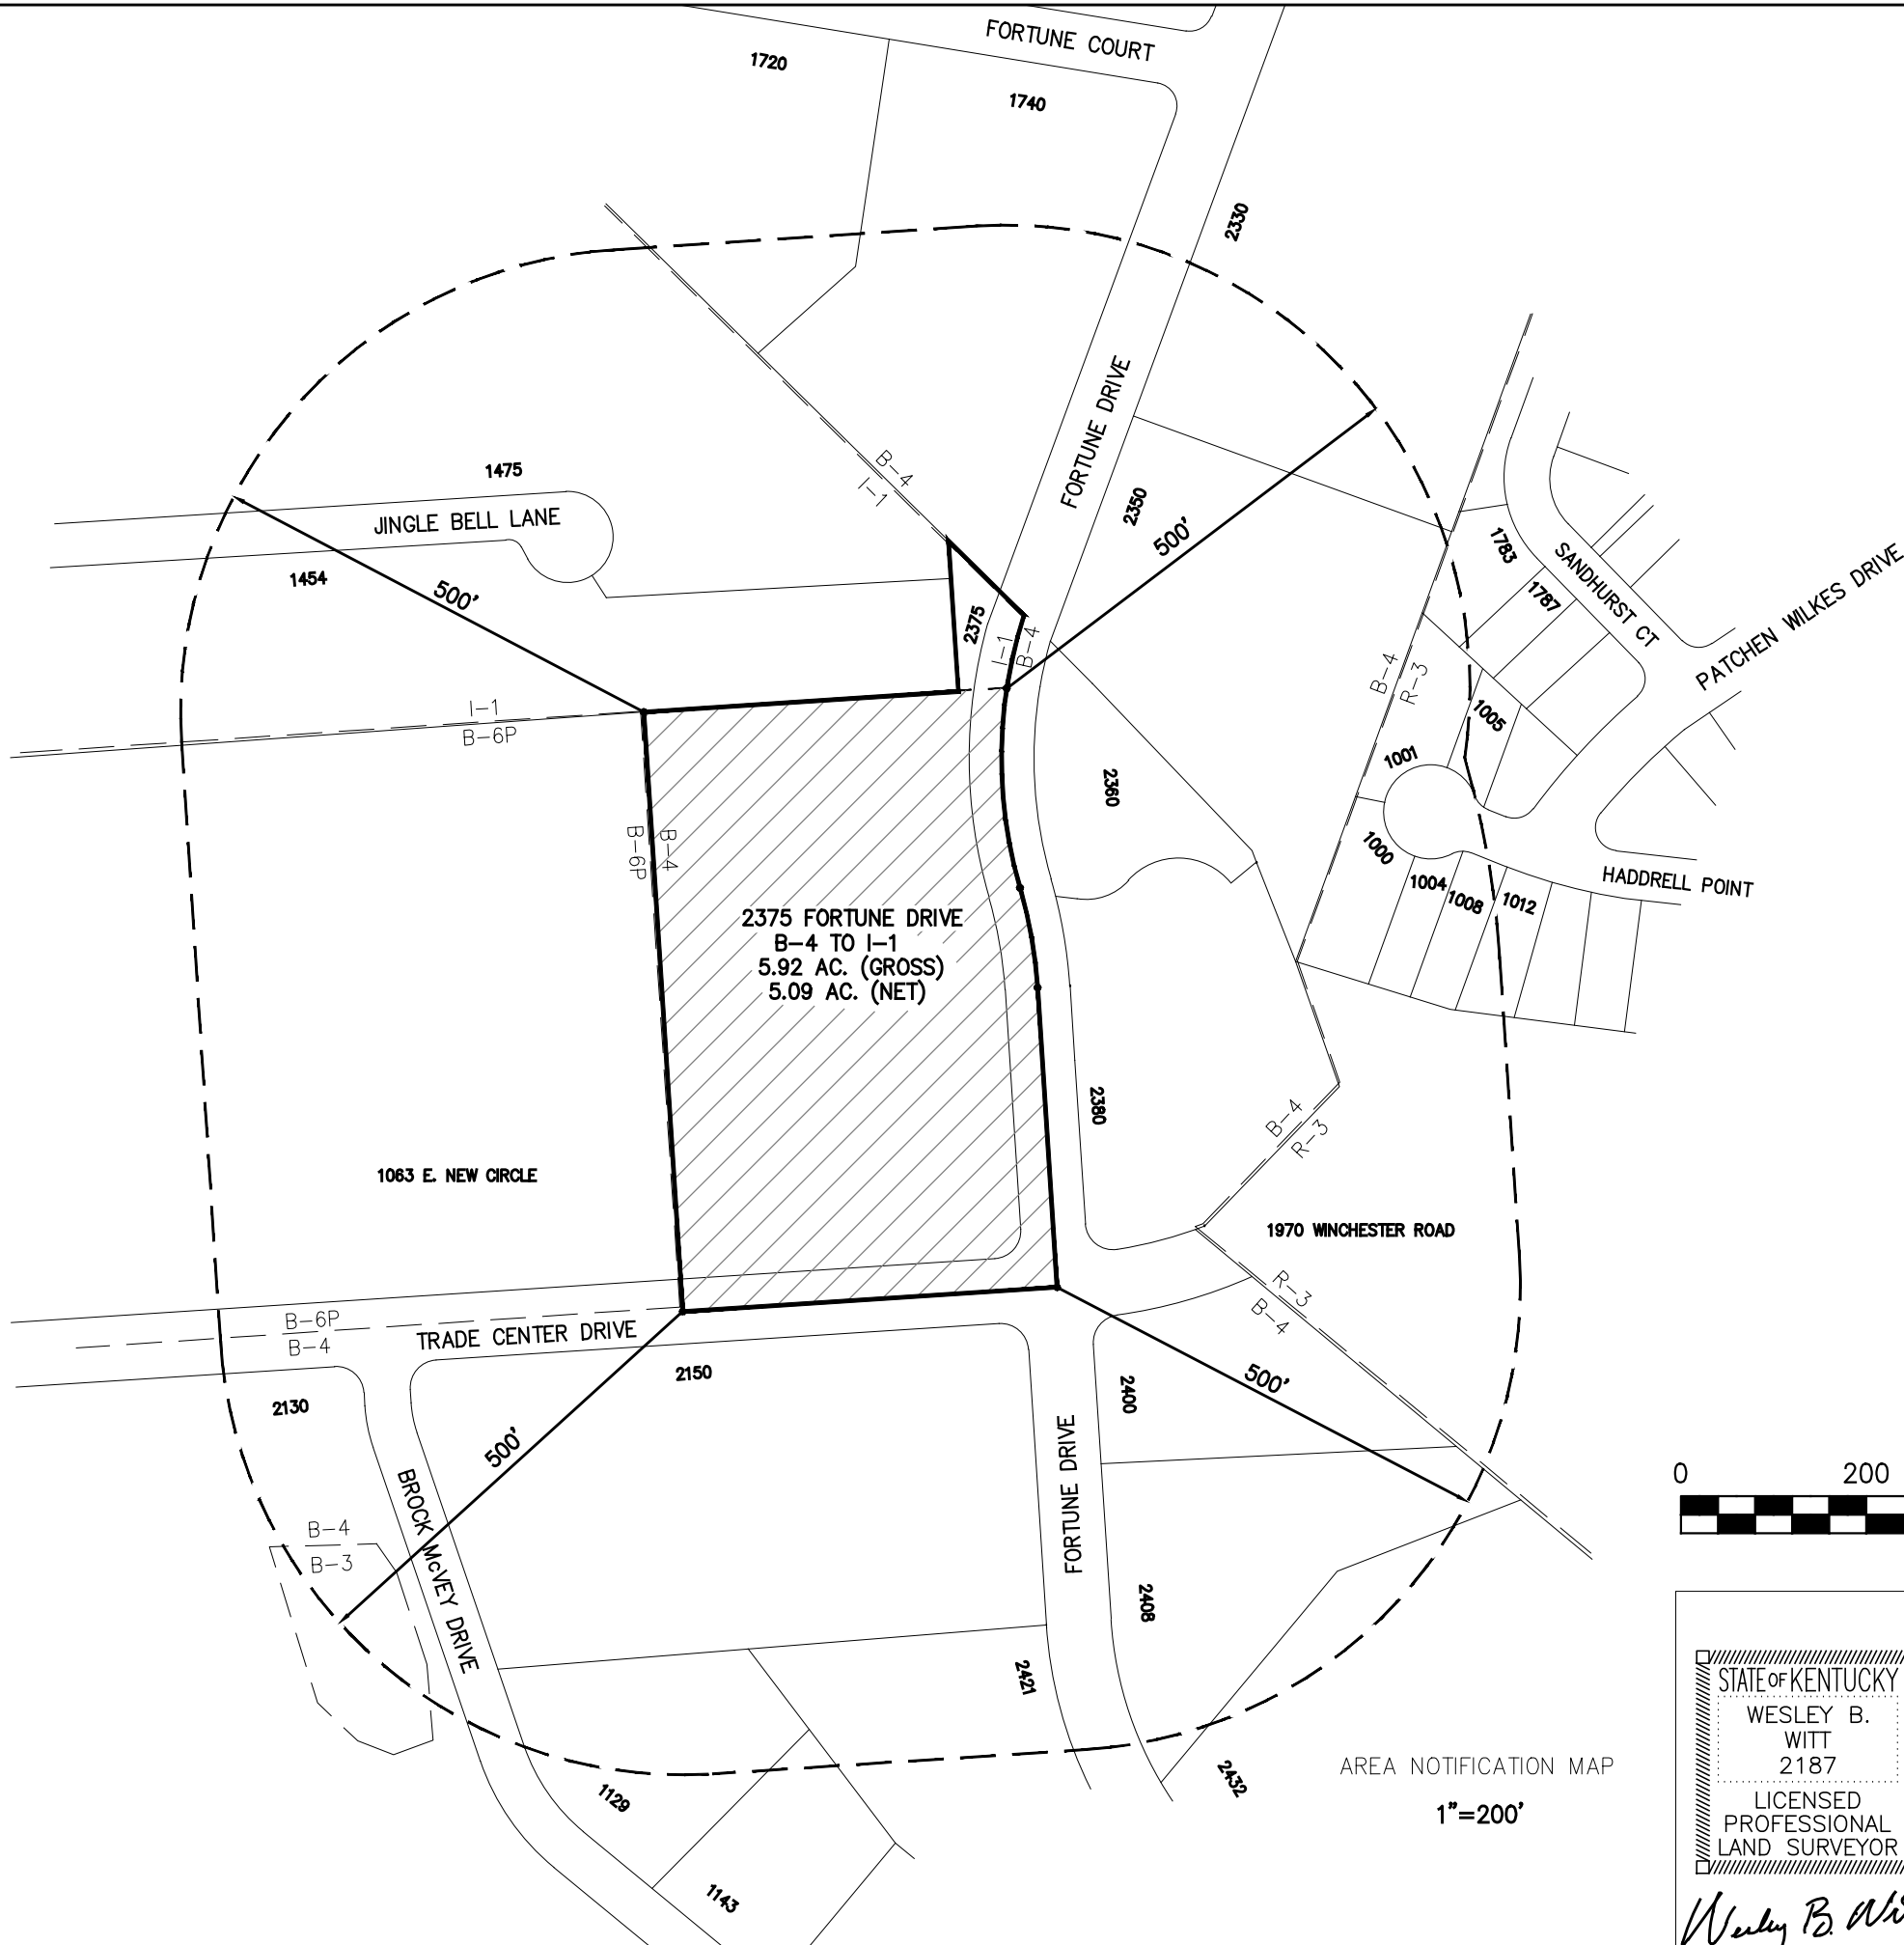 FORTUNE COURT
1720
1740
2330
FORTUNE DRIVE
B-4
I-1
1475
JINGLE BELL LANE
1454
500'
2350
500'
1783
SANDHURST CT
1787
PATCHEN WILKES DRIVE
2375
I-1
B-4
B-4
R-3
I-1
B-6P
1005
1001
2360
B-6P
B-4
1000
1004
1008
1012
HADDRELL POINT
2375 FORTUNE DRIVE
B-4 TO I-1
5.92 AC. (GROSS)
5.09 AC. (NET)
2380
B-4
R-3
1063 E. NEW CIRCLE
1970 WINCHESTER ROAD
R-3
B-4
B-6P
B-4
TRADE CENTER DRIVE
2150
2130
2400
500'
500'
BROCK McVEY DRIVE
FORTUNE DRIVE
B-4
B-3
2408
2421
2432
1129
1143
0 200
AREA NOTIFICATION MAP
1"=200'
STATE OF KENTUCKY
WESLEY B.
WITT
2187
LICENSED
PROFESSIONAL
LAND SURVEYOR
Wesley B. Wi